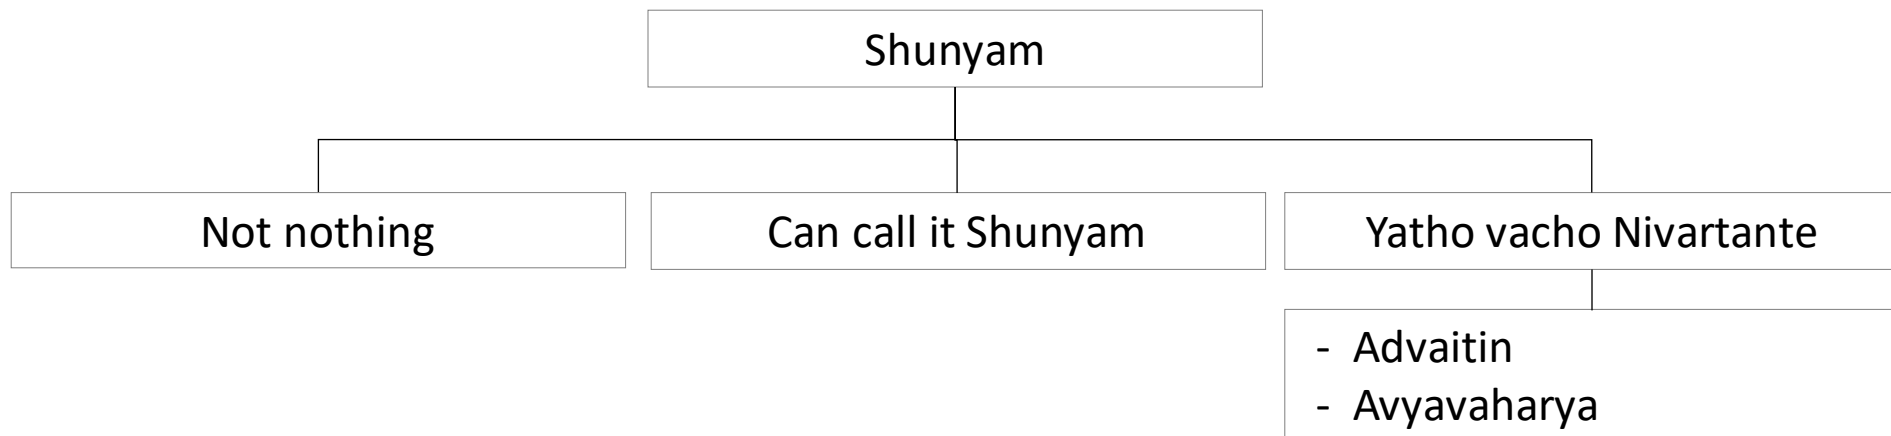 Shunyam
Not nothing
Can call it Shunyam
Yatho vacho Nivartante
- Advaitin
- Avyavaharya